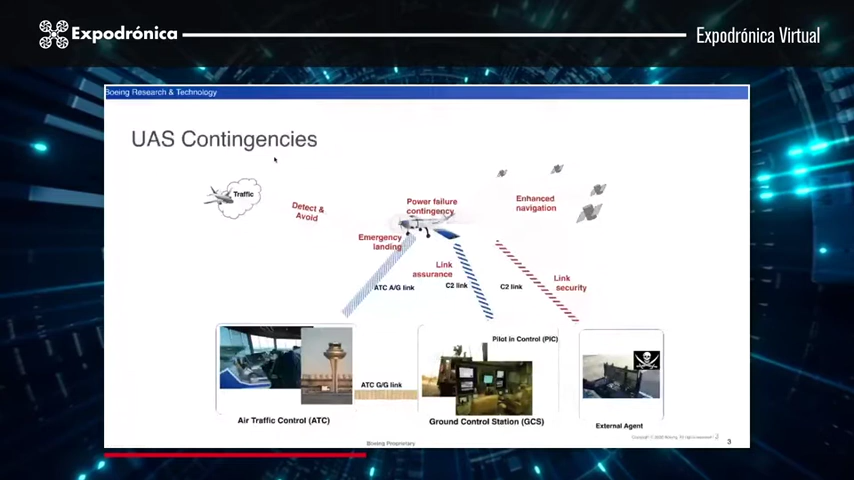 Expodrónica
Expodrónica Virtual
Boeing Research & Technology
UAS Contingencies
Traffic
Detect &
Avoid
Power failure
contingency
Enhanced
navigation
Emergency
landing
Link
assurance
Link
security
ATC A/G link
C2 link
C2 link
Pilot in Control (PIC)
ATC G/G link
Air Traffic Control (ATC)
Ground Control Station (GCS)
External Agent
Boeing Proprietary
3